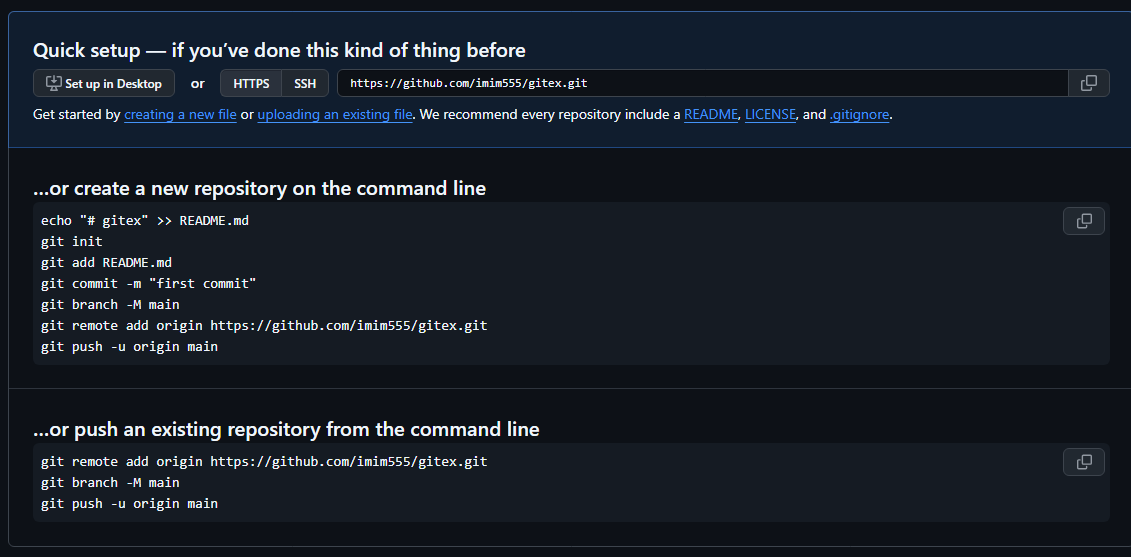 Quick setup — if you’ve done this kind of thing before
Set up in Desktop or HTTPS SSH https://github.com/imim555/gitex.git
Get started by creating a new file or uploading an existing file. We recommend every repository include a README, LICENSE, and .gitignore.
…or create a new repository on the command line
echo "# gitex" >> README.md
git init
git add README.md
git commit -m "first commit"
git branch -M main
git remote add origin https://github.com/imim555/gitex.git
git push -u origin main
…or push an existing repository from the command line
git remote add origin https://github.com/imim555/gitex.git
git branch -M main
git push -u origin main